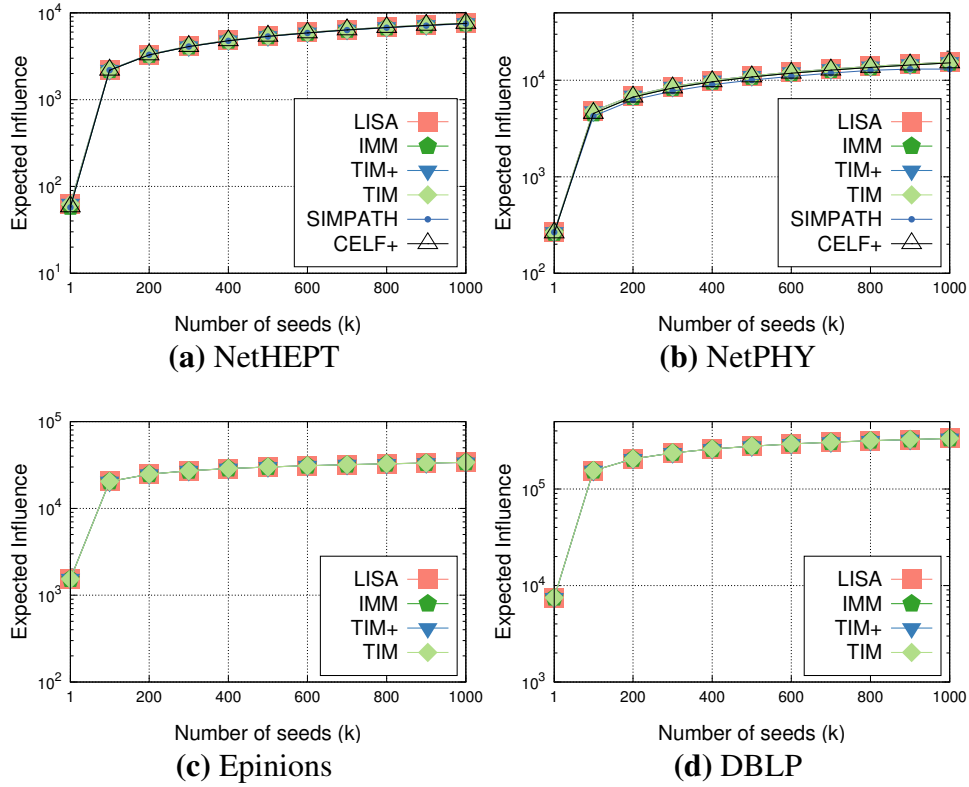 Expected Influence
10^4
10^3
10^2
10^1
LISA
IMM
TIM+
TIM
SIMPATH
CELF+
1 200 400 600 800 1000
Number of seeds (k)
(a) NetHEPT
Expected Influence
10^4
10^3
10^2
LISA
IMM
TIM+
TIM
SIMPATH
CELF+
1 200 400 600 800 1000
Number of seeds (k)
(b) NetPHY
Expected Influence
10^5
10^4
10^3
10^2
LISA
IMM
TIM+
TIM
1 200 400 600 800 1000
Number of seeds (k)
(c) Epinions
Expected Influence
10^5
10^4
10^3
LISA
IMM
TIM+
TIM
1 200 400 600 800 1000
Number of seeds (k)
(d) DBLP